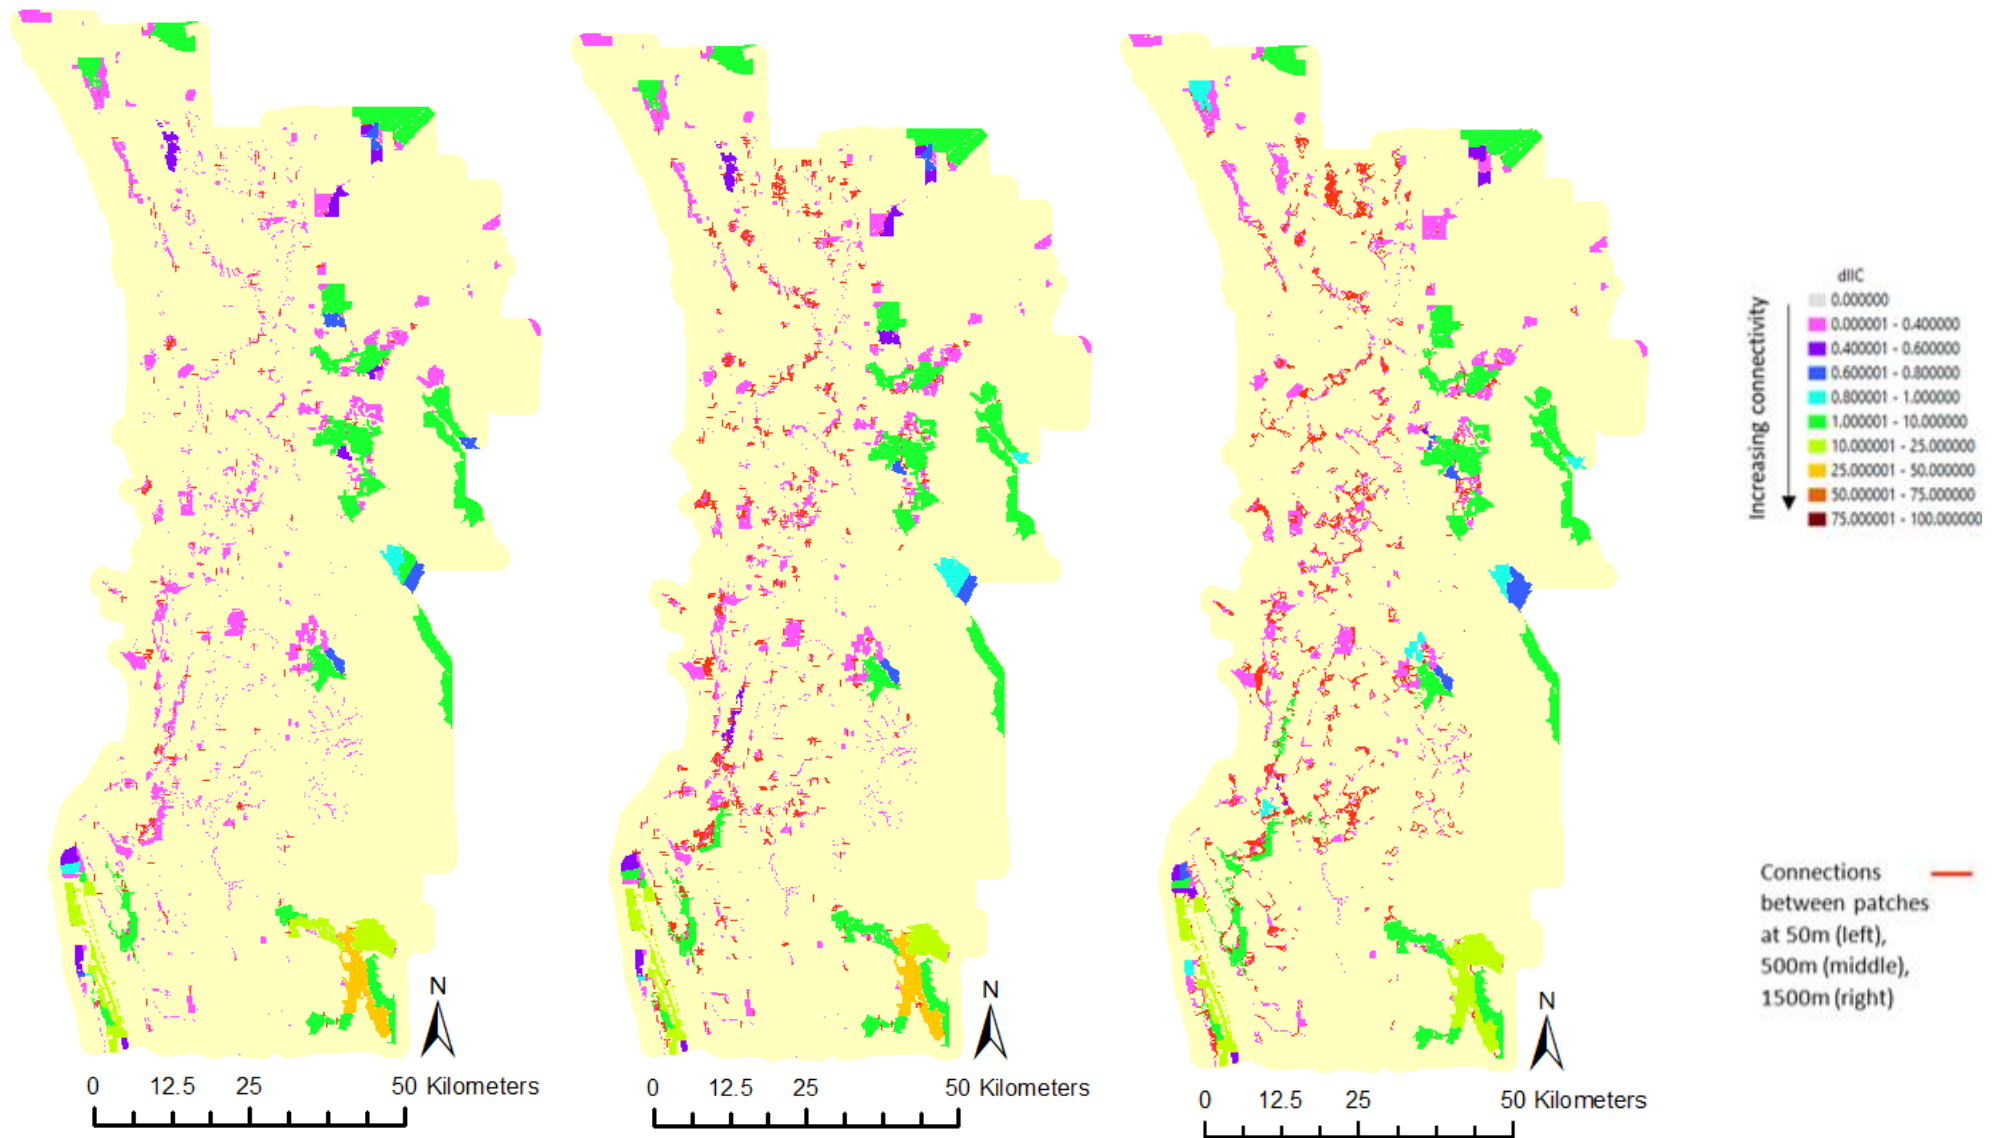 dIIC
0.000000
0.000001 - 0.400000
0.400001 - 0.600000
0.600001 - 0.800000
0.800001 - 1.000000
1.000001 - 10.000000
10.000001 - 25.000000
25.000001 - 50.000000
50.000001 - 75.000000
75.000001 - 100.000000
Increasing connectivity
Connections
between patches
at 50m (left),
500m (middle),
1500m (right)
N
N
N
0 12.5 25 50 Kilometers
0 12.5 25 50 Kilometers
0 12.5 25 50 Kilometers